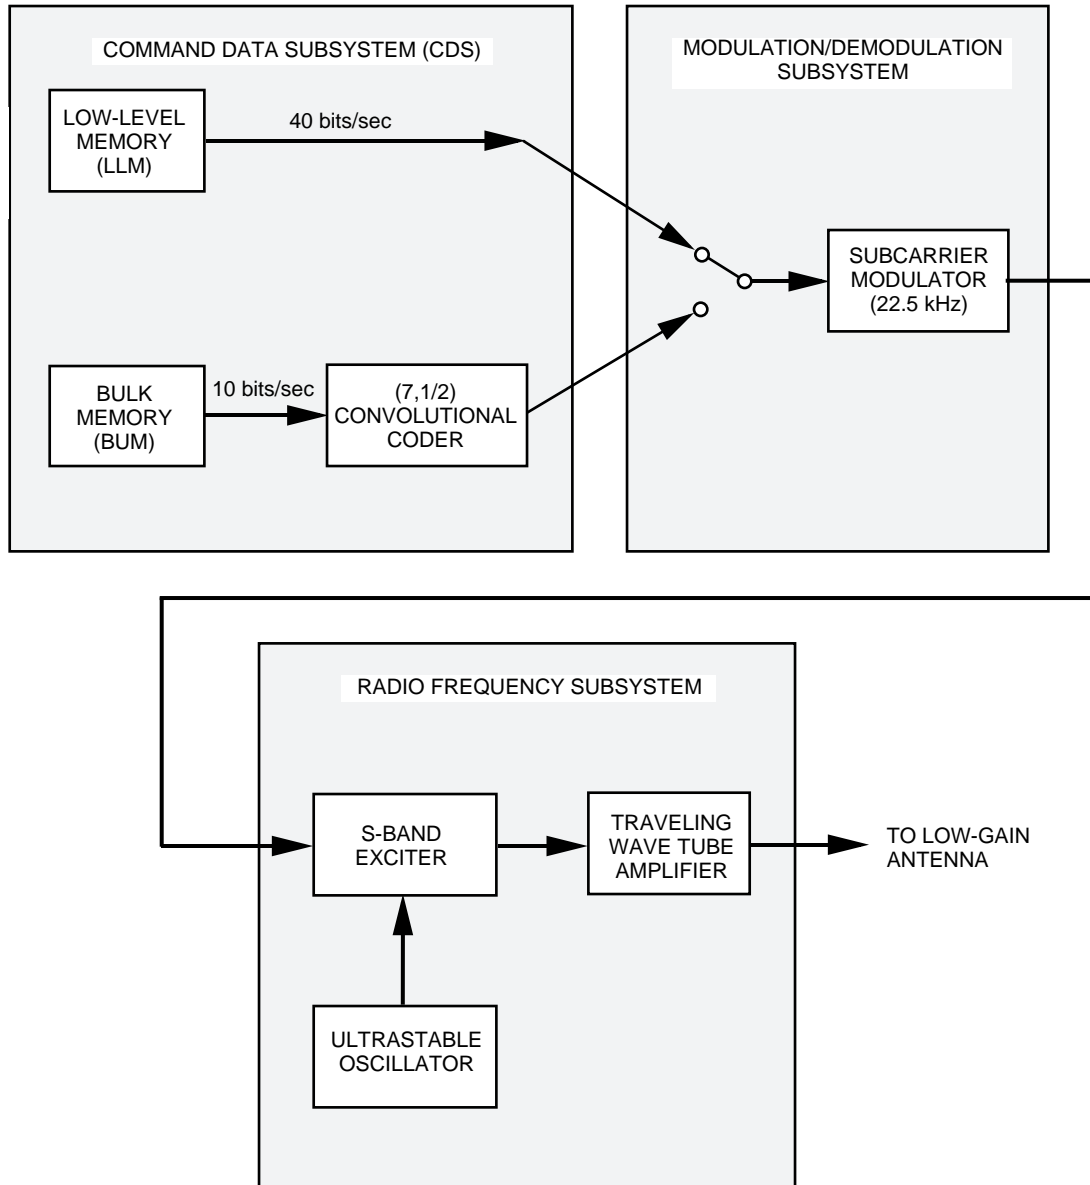 COMMAND DATA SUBSYSTEM (CDS)
LOW-LEVEL
MEMORY
(LLM)
40 bits/sec
BULK
MEMORY
(BUM)
10 bits/sec
(7,1/2)
CONVOLUTIONAL
CODER
MODULATION/DEMODULATION
SUBSYSTEM
SUBCARRIER
MODULATOR
(22.5 kHz)
RADIO FREQUENCY SUBSYSTEM
S-BAND
EXCITER
TRAVELING
WAVE TUBE
AMPLIFIER
TO LOW-GAIN
ANTENNA
ULTRASTABLE
OSCILLATOR